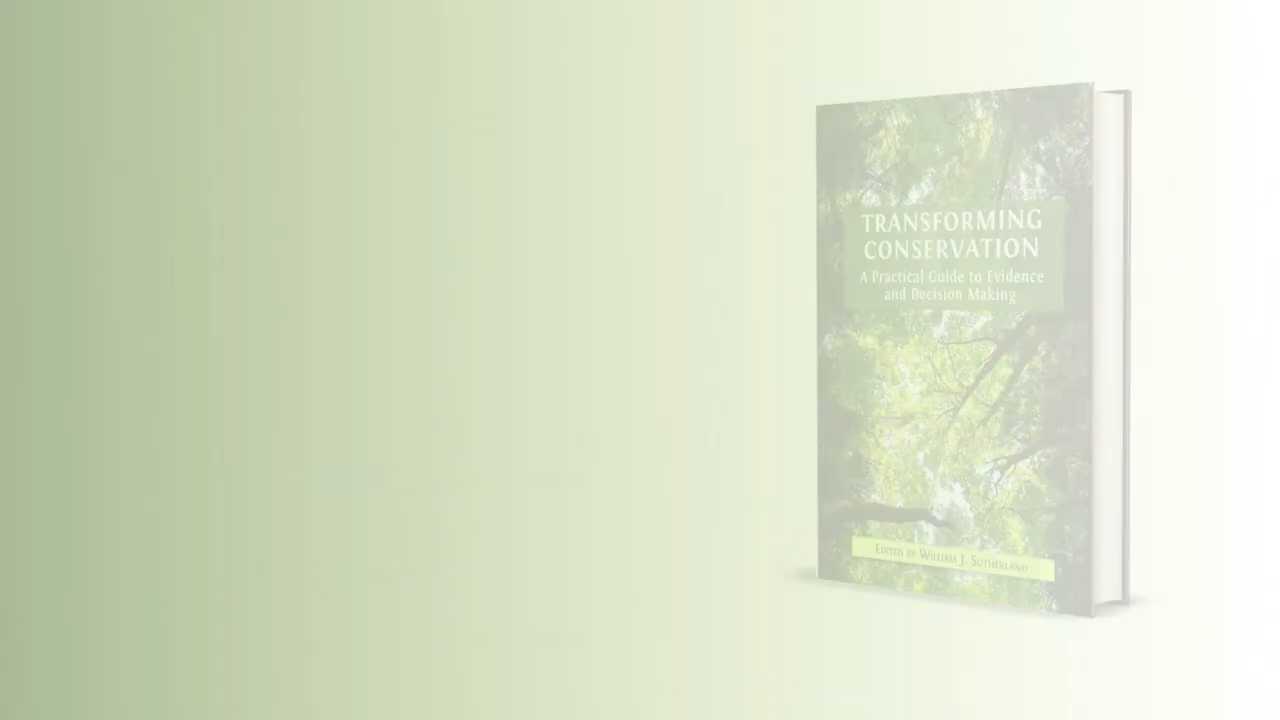 TRANSFORMING
CONSERVATION
A Practical Guide to Evidence
and Decision Making
EDITED BY WILLIAM J. SUTHERLAND